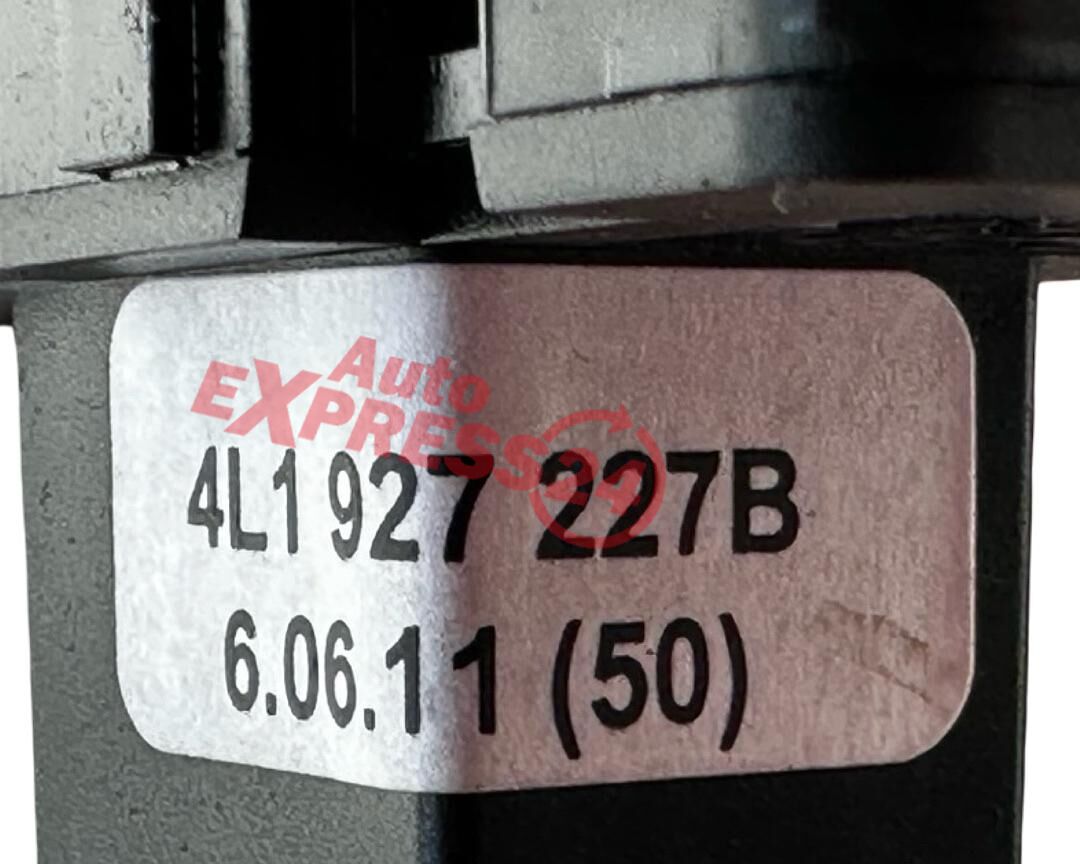 Auto
EXPRESS24
4L1 927 227B
6.06.11 (50)